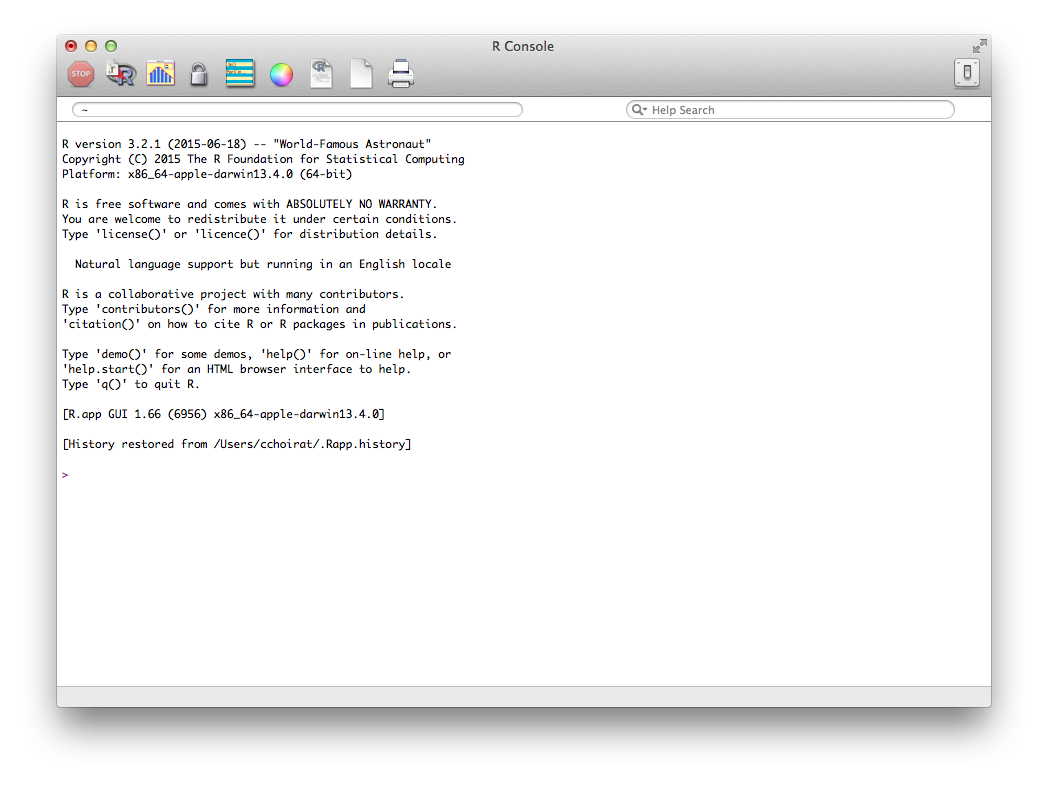 R Console
STOP
R
~
Help Search
R version 3.2.1 (2015-06-18) -- "World-Famous Astronaut"
Copyright (C) 2015 The R Foundation for Statistical Computing
Platform: x86_64-apple-darwin13.4.0 (64-bit)
R is free software and comes with ABSOLUTELY NO WARRANTY.
You are welcome to redistribute it under certain conditions.
Type 'license()' or 'licence()' for distribution details.
Natural language support but running in an English locale
R is a collaborative project with many contributors.
Type 'contributors()' for more information and
'citation()' on how to cite R or R packages in publications.
Type 'demo()' for some demos, 'help()' for on-line help, or
'help.start()' for an HTML browser interface to help.
Type 'q()' to quit R.
[R.app GUI 1.66 (6956) x86_64-apple-darwin13.4.0]
[History restored from /Users/cchoirat/.Rapp.history]
>